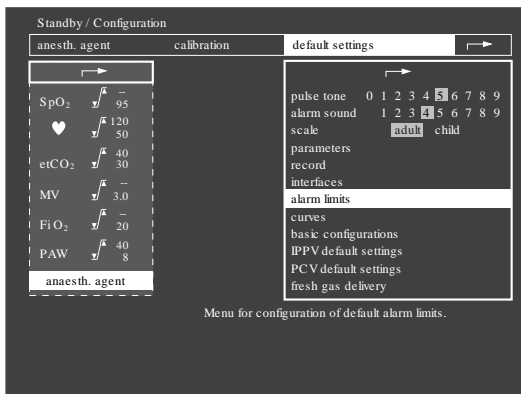 Standby / Configuration
anesth. agent calibration default settings
SpO₂ -- 95
120 50
etCO₂ 40 30
MV -- 3.0
FiO₂ -- 20
PAW 40 8
anaesth. agent
pulse tone 0 1 2 3 4 5 6 7 8 9
alarm sound 1 2 3 4 5 6 7 8 9
scale adult child
parameters
record
interfaces
alarm limits
curves
basic configurations
IPPV default settings
PCV default settings
fresh gas delivery
Menu for configuration of default alarm limits.